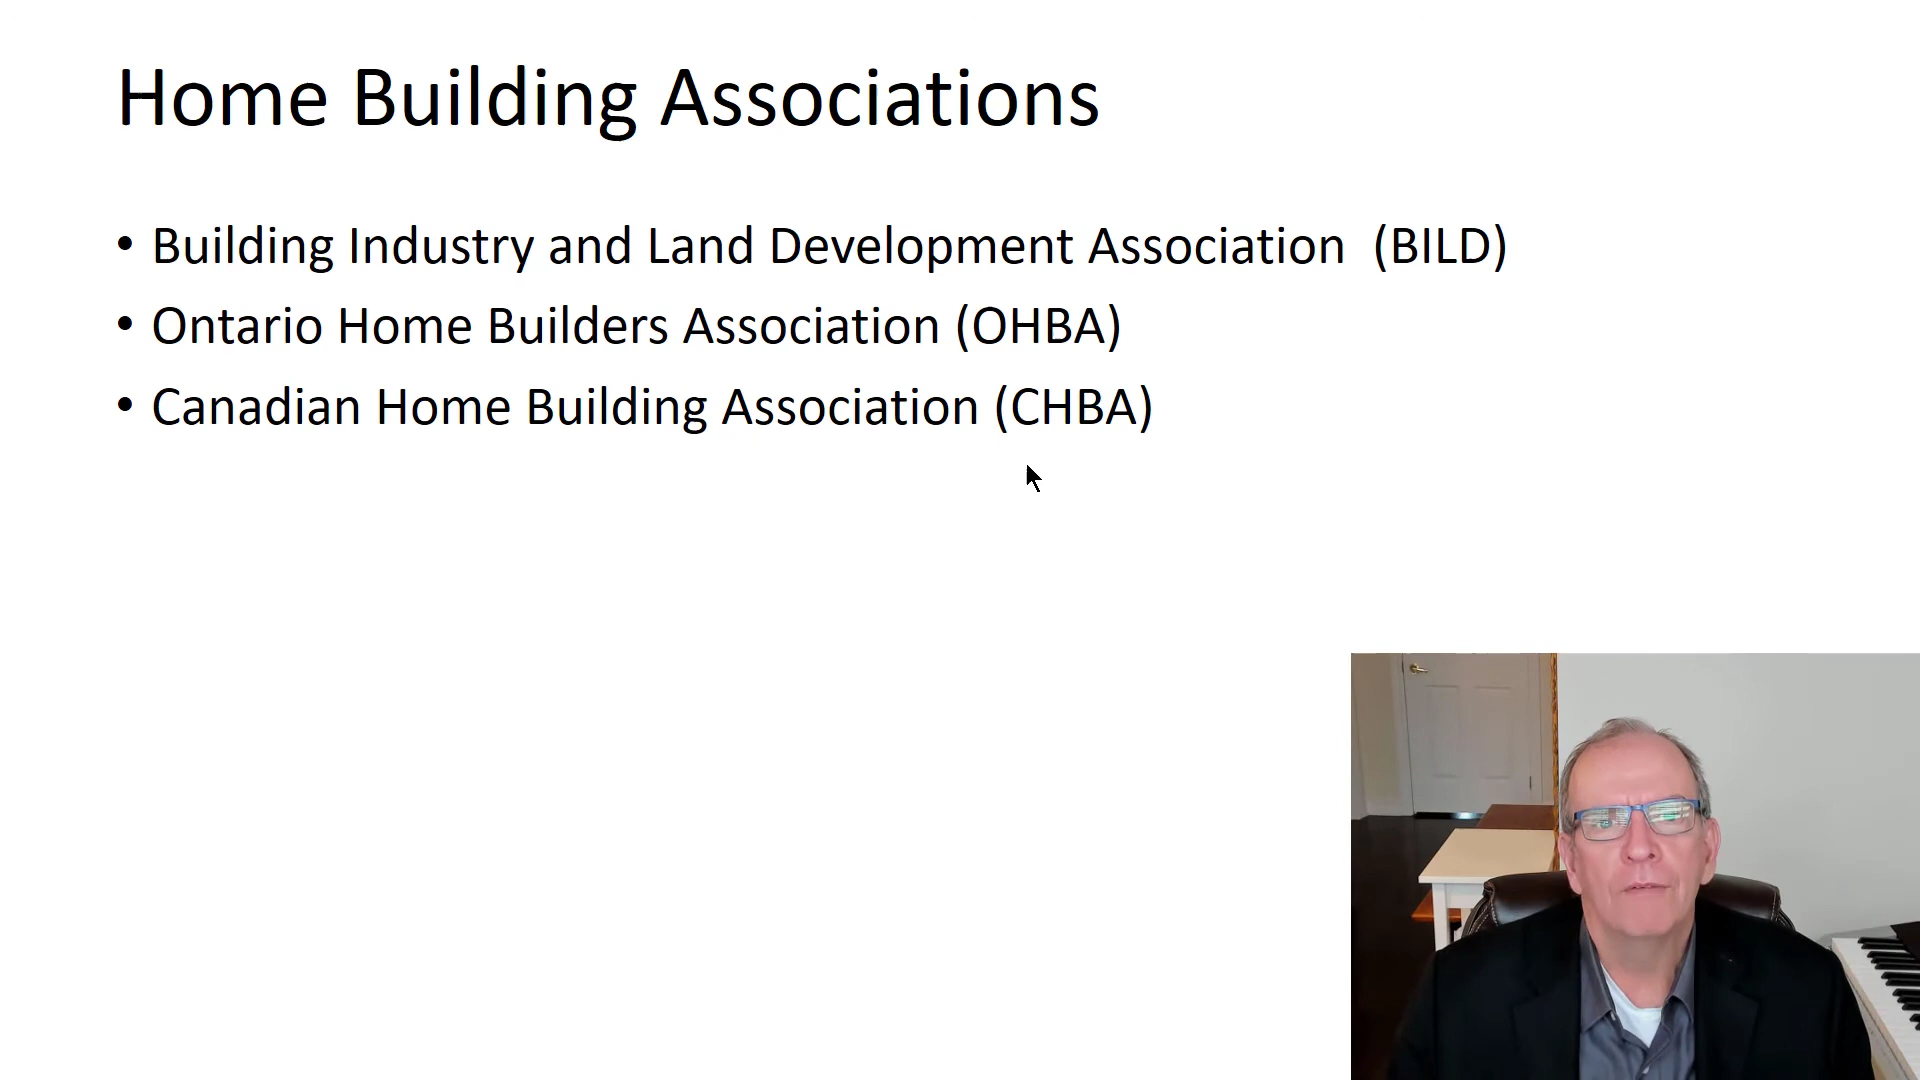 Home Building Associations
• Building Industry and Land Development Association  (BILD)
• Ontario Home Builders Association (OHBA)
• Canadian Home Building Association (CHBA)